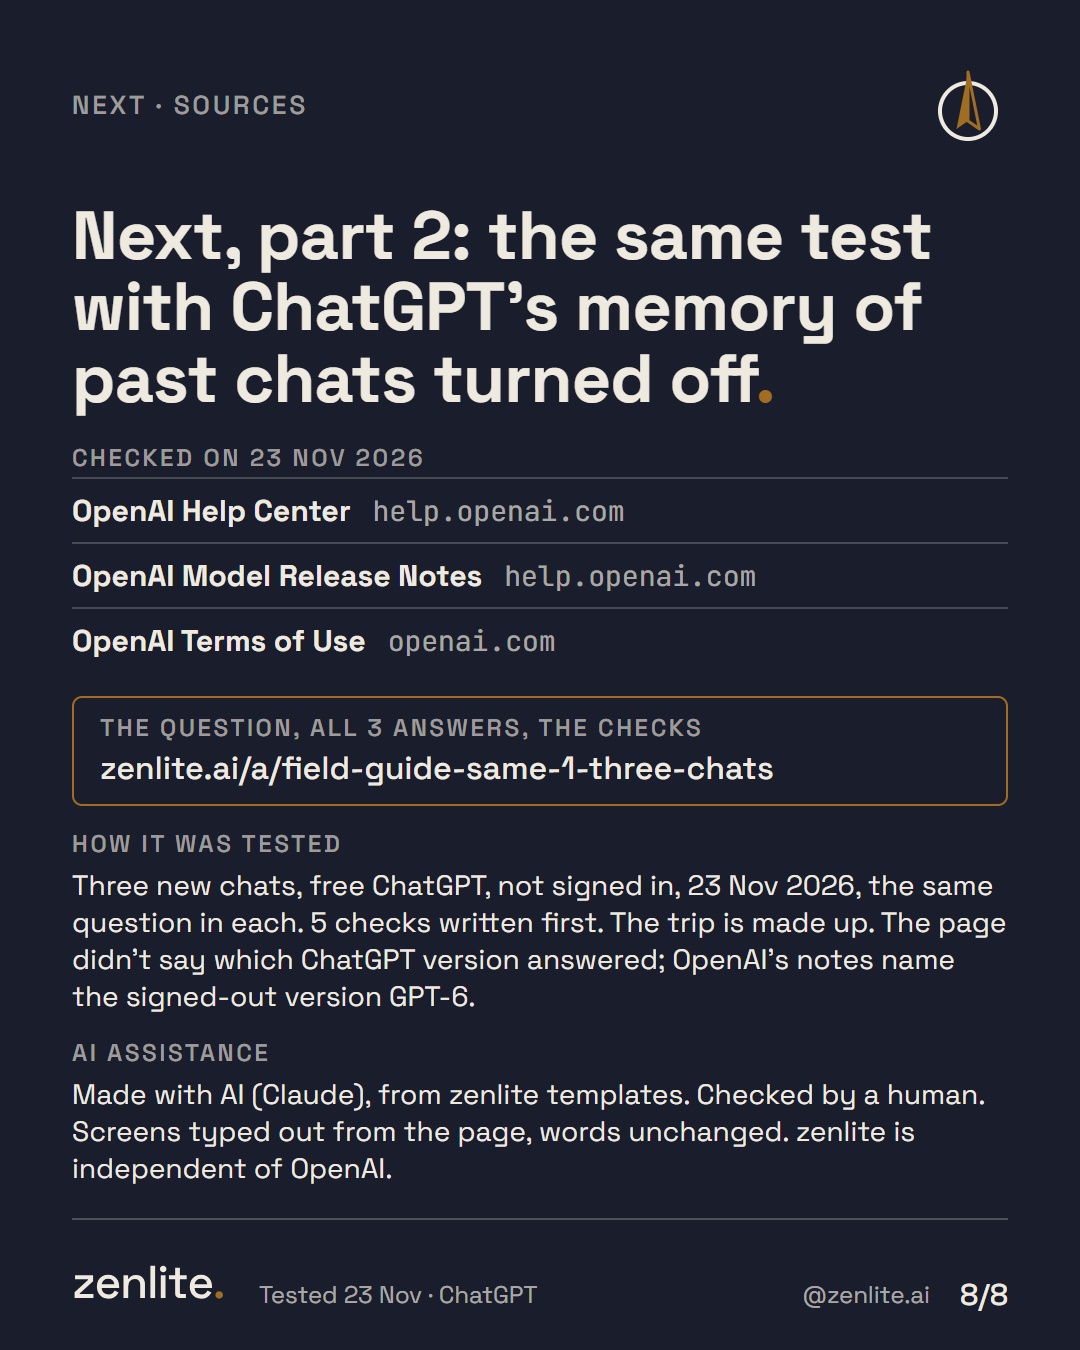 NEXT · SOURCES
Next, part 2: the same test
with ChatGPT’s memory of
past chats turned off.
CHECKED ON 23 NOV 2026
OpenAI Help Center help.openai.com
OpenAI Model Release Notes help.openai.com
OpenAI Terms of Use openai.com
THE QUESTION, ALL 3 ANSWERS, THE CHECKS
zenlite.ai/a/field-guide-same-1-three-chats
HOW IT WAS TESTED
Three new chats, free ChatGPT, not signed in, 23 Nov 2026, the same
question in each. 5 checks written first. The trip is made up. The page
didn’t say which ChatGPT version answered; OpenAI’s notes name
the signed-out version GPT-6.
AI ASSISTANCE
Made with AI (Claude), from zenlite templates. Checked by a human.
Screens typed out from the page, words unchanged. zenlite is
independent of OpenAI.
zenlite. Tested 23 Nov · ChatGPT @zenlite.ai 8/8